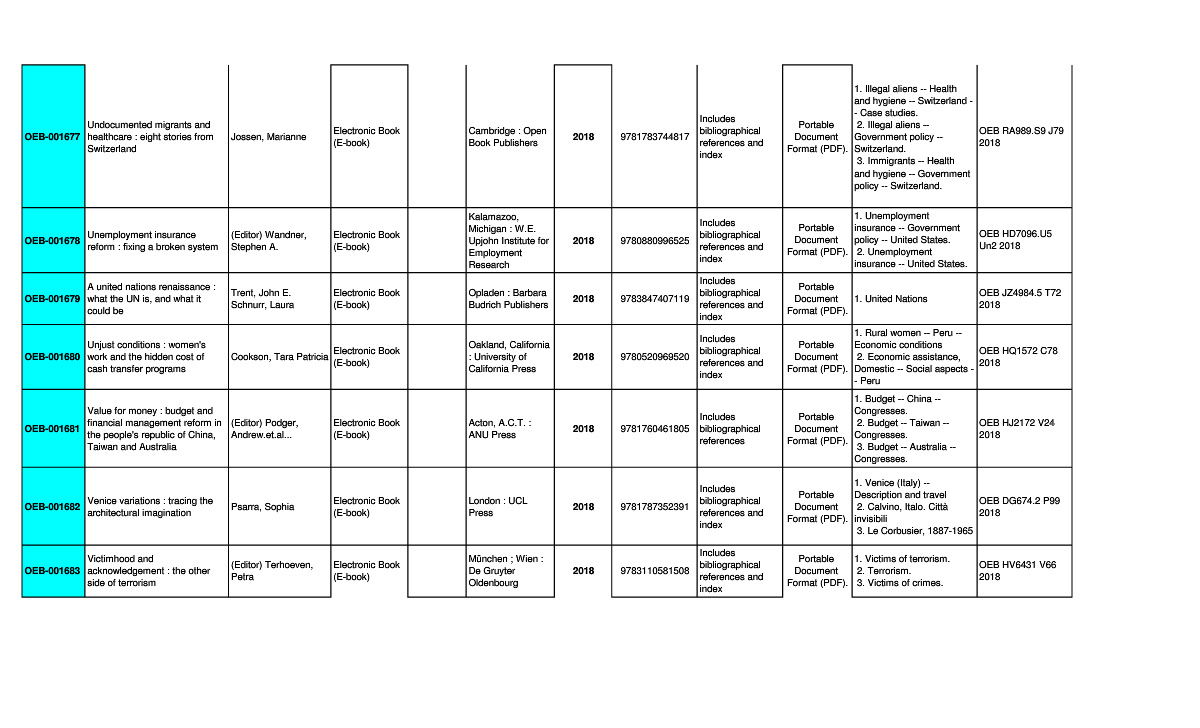 OEB-001677
Undocumented migrants and
healthcare : eight stories from
Switzerland
Jossen, Marianne
Electronic Book
(E-book)
Cambridge : Open
Book Publishers
2018
9781783744817
Includes
bibliographical
references and
index
Portable
Document
Format (PDF).
1. Illegal aliens -- Health
and hygiene -- Switzerland -
- Case studies.
2. Illegal aliens --
Government policy --
Switzerland.
3. Immigrants -- Health
and hygiene -- Government
policy -- Switzerland.
OEB RA989.S9 J79
2018
OEB-001678
Unemployment insurance
reform : fixing a broken system
(Editor) Wandner,
Stephen A.
Electronic Book
(E-book)
Kalamazoo,
Michigan : W.E.
Upjohn Institute for
Employment
Research
2018
9780880996525
Includes
bibliographical
references and
index
Portable
Document
Format (PDF).
1. Unemployment
insurance -- Government
policy -- United States.
2. Unemployment
insurance -- United States.
OEB HD7096.U5
Un2 2018
OEB-001679
A united nations renaissance :
what the UN is, and what it
could be
Trent, John E.
Schnurr, Laura
Electronic Book
(E-book)
Opladen : Barbara
Budrich Publishers
2018
9783847407119
Includes
bibliographical
references and
index
Portable
Document
Format (PDF).
1. United Nations
OEB JZ4984.5 T72
2018
OEB-001680
Unjust conditions : women's
work and the hidden cost of
cash transfer programs
Cookson, Tara Patricia
Electronic Book
(E-book)
Oakland, California
: University of
California Press
2018
9780520969520
Includes
bibliographical
references and
index
Portable
Document
Format (PDF).
1. Rural women -- Peru --
Economic conditions
2. Economic assistance,
Domestic -- Social aspects -
- Peru
OEB HQ1572 C78
2018
OEB-001681
Value for money : budget and
financial management reform in
the people's republic of China,
Taiwan and Australia
(Editor) Podger,
Andrew.et.al...
Electronic Book
(E-book)
Acton, A.C.T. :
ANU Press
2018
9781760461805
Includes
bibliographical
references
Portable
Document
Format (PDF).
1. Budget -- China --
Congresses.
2. Budget -- Taiwan --
Congresses.
3. Budget -- Australia --
Congresses.
OEB HJ2172 V24
2018
OEB-001682
Venice variations : tracing the
architectural imagination
Psarra, Sophia
Electronic Book
(E-book)
London : UCL
Press
2018
9781787352391
Includes
bibliographical
references and
index
Portable
Document
Format (PDF).
1. Venice (Italy) --
Description and travel
2. Calvino, Italo. Città
invisibili
3. Le Corbusier, 1887-1965
OEB DG674.2 P99
2018
OEB-001683
Victimhood and
acknowledgement : the other
side of terrorism
(Editor) Terhoeven,
Petra
Electronic Book
(E-book)
München ; Wien :
De Gruyter
Oldenbourg
2018
9783110581508
Includes
bibliographical
references and
index
Portable
Document
Format (PDF).
1. Victims of terrorism.
2. Terrorism.
3. Victims of crimes.
OEB HV6431 V66
2018